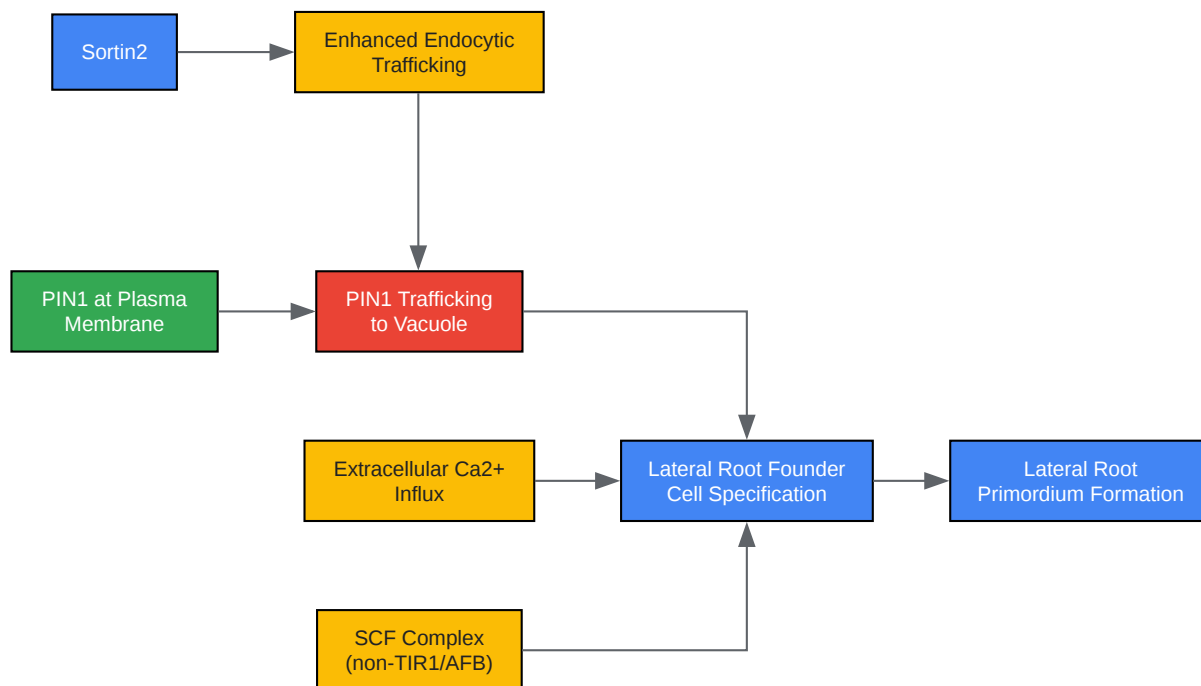 Sortin2
Enhanced Endocytic
Trafficking
PIN1 at Plasma
Membrane
PIN1 Trafficking
to Vacuole
Extracellular Ca2+
Influx
Lateral Root Founder
Cell Specification
Lateral Root
Primordium Formation
SCF Complex
(non-TIR1/AFB)